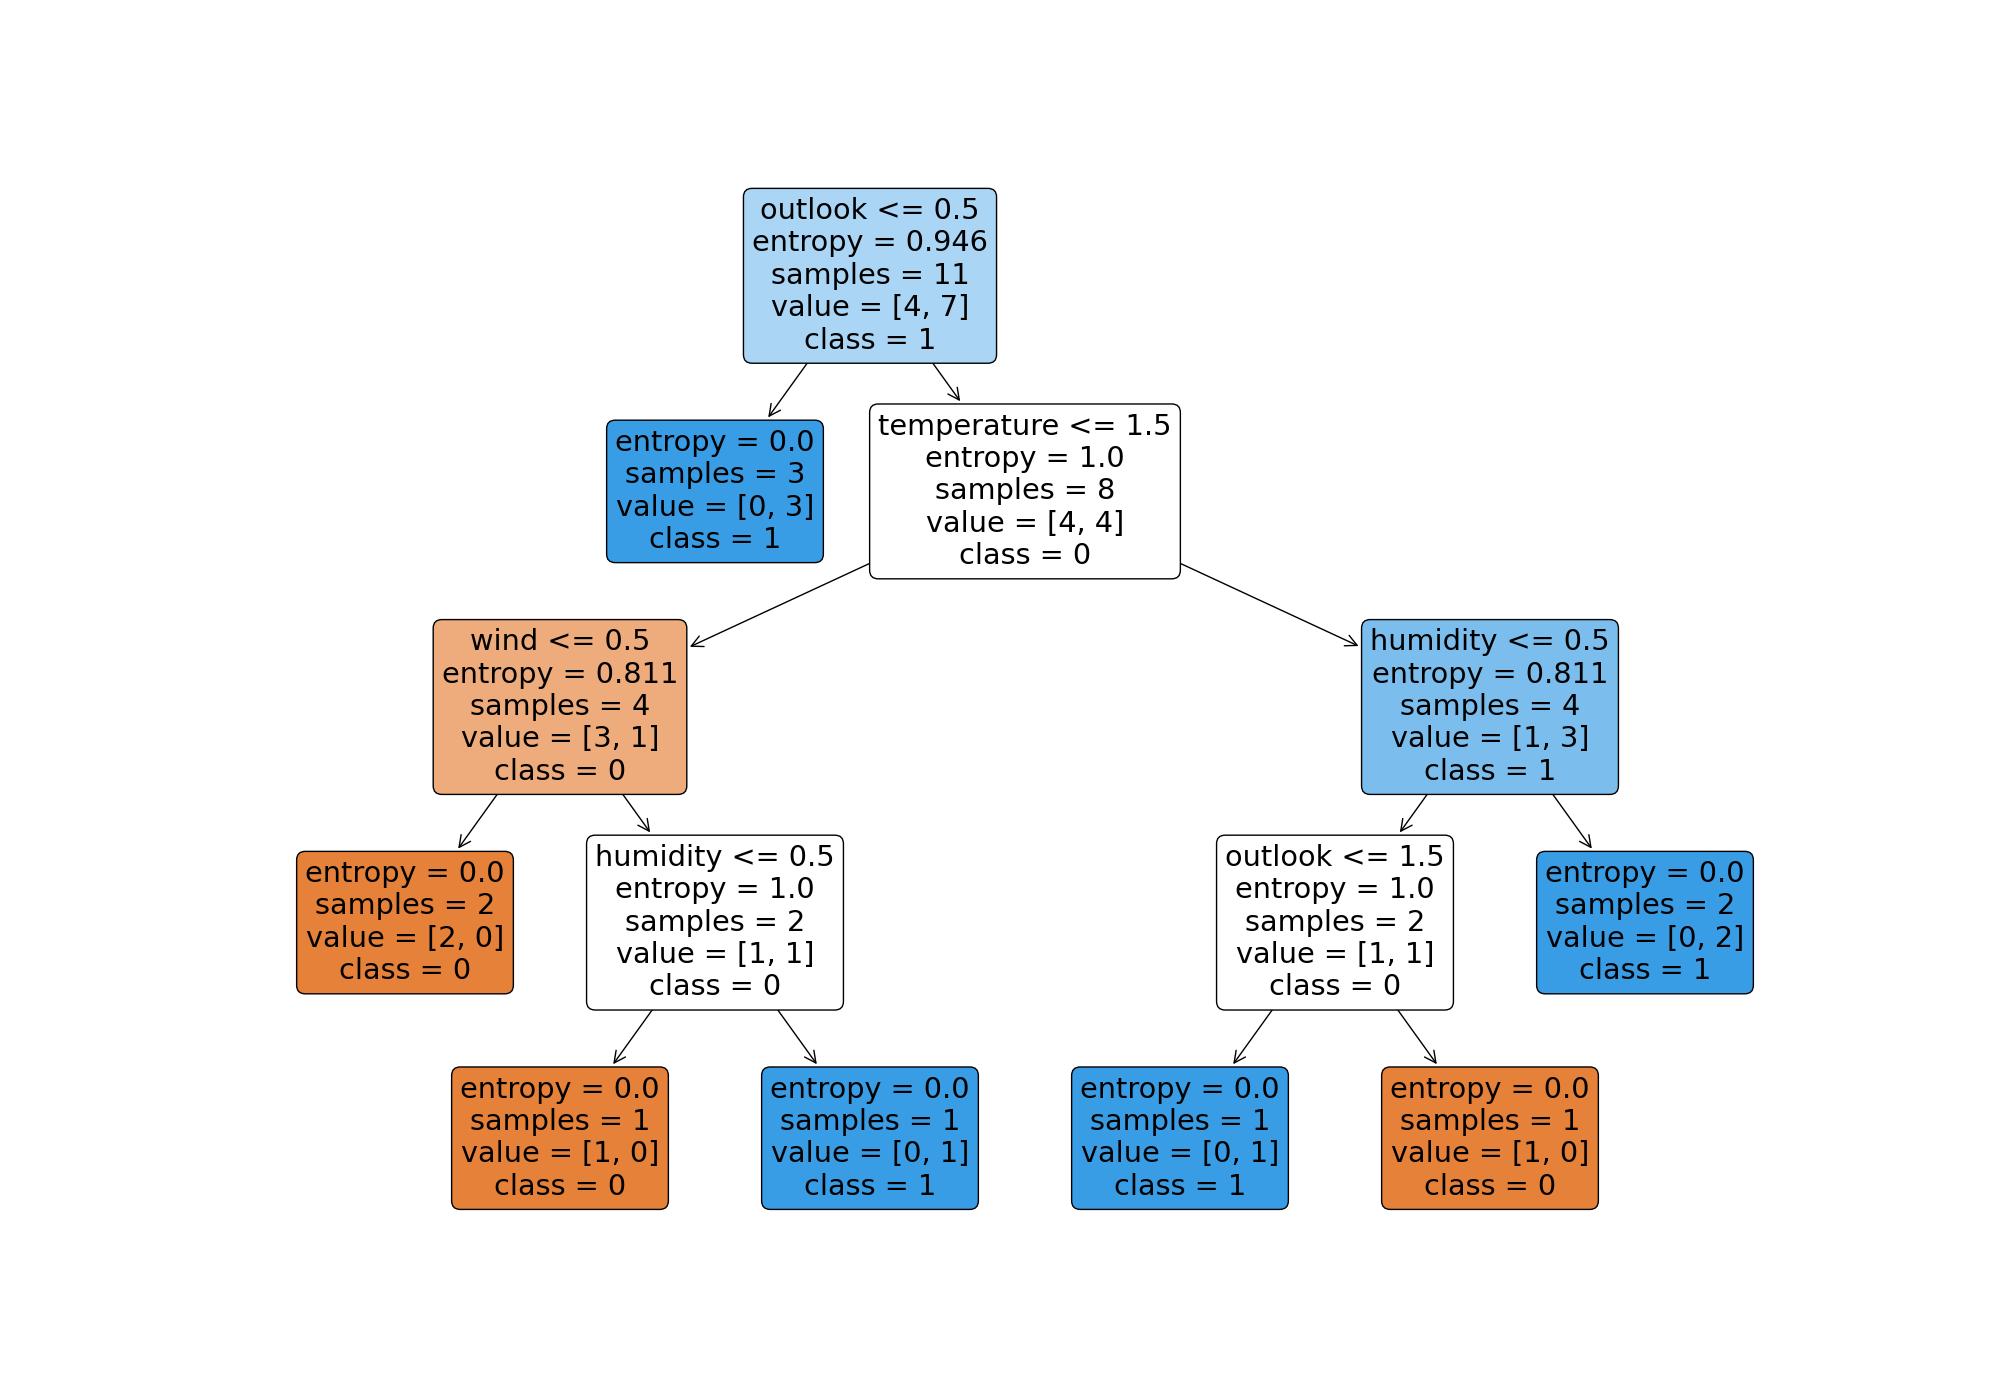 outlook <= 0.5
entropy = 0.946
samples = 11
value = [4, 7]
class = 1
entropy = 0.0
samples = 3
value = [0, 3]
class = 1
temperature <= 1.5
entropy = 1.0
samples = 8
value = [4, 4]
class = 0
wind <= 0.5
entropy = 0.811
samples = 4
value = [3, 1]
class = 0
humidity <= 0.5
entropy = 0.811
samples = 4
value = [1, 3]
class = 1
entropy = 0.0
samples = 2
value = [2, 0]
class = 0
humidity <= 0.5
entropy = 1.0
samples = 2
value = [1, 1]
class = 0
outlook <= 1.5
entropy = 1.0
samples = 2
value = [1, 1]
class = 0
entropy = 0.0
samples = 2
value = [0, 2]
class = 1
entropy = 0.0
samples = 1
value = [1, 0]
class = 0
entropy = 0.0
samples = 1
value = [0, 1]
class = 1
entropy = 0.0
samples = 1
value = [0, 1]
class = 1
entropy = 0.0
samples = 1
value = [1, 0]
class = 0